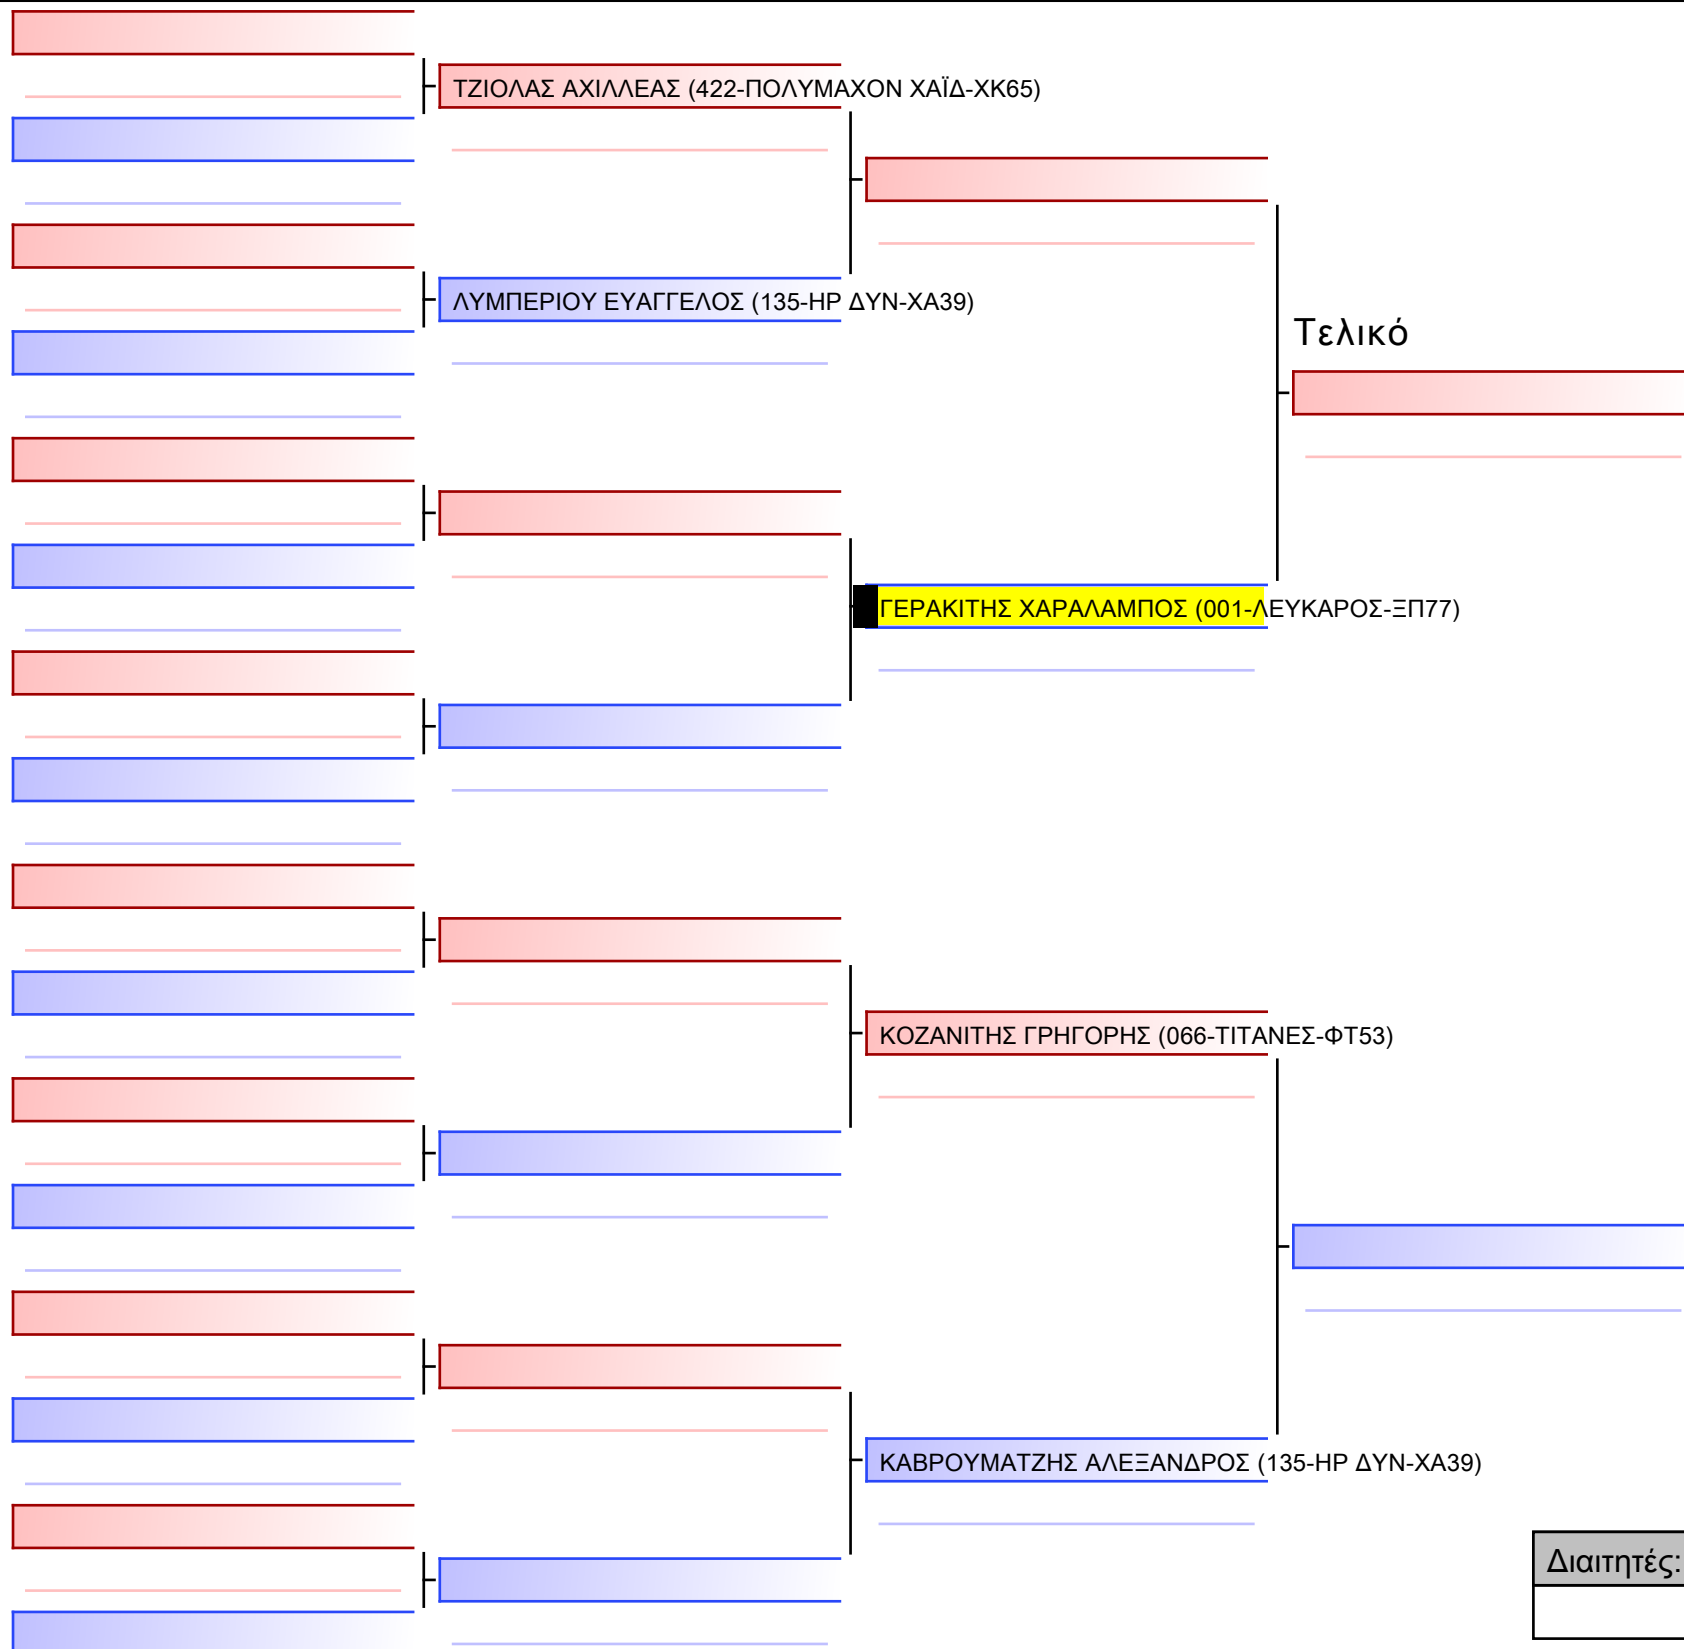 ΤΖΙΟΛΑΣ ΑΧΙΛΛΕΑΣ (422-ΠΟΛΥΜΑΧΟΝ ΧΑΪΔ-ΧΚ65)
ΛΥΜΠΕΡΙΟΥ ΕΥΑΓΓΕΛΟΣ (135-ΗΡ ΔΥΝ-ΧΑ39)
Τελικό
ΓΕΡΑΚΙΤΗΣ ΧΑΡΑΛΑΜΠΟΣ (001-ΛΕΥΚΑΡΟΣ-ΞΠ77)
ΚΟΖΑΝΙΤΗΣ ΓΡΗΓΟΡΗΣ (066-ΤΙΤΑΝΕΣ-ΦΤ53)
ΚΑΒΡΟΥΜΑΤΖΗΣ ΑΛΕΞΑΝΔΡΟΣ (135-ΗΡ ΔΥΝ-ΧΑ39)
Διαιτητές: